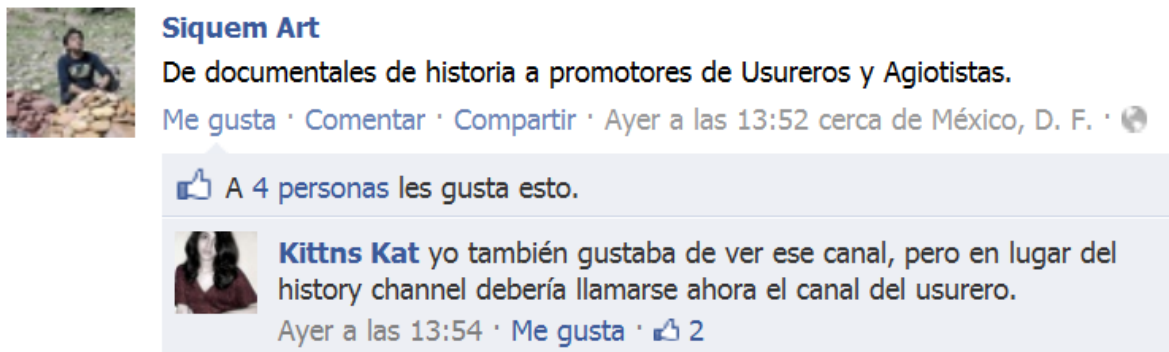 Siquem Art
De documentales de historia a promotores de Usureros y Agiotistas.
Me gusta · Comentar · Compartir · Ayer a las 13:52 cerca de México, D. F. ·
A 4 personas les gusta esto.
Kittns Kat yo también gustaba de ver ese canal, pero en lugar del
history channel debería llamarse ahora el canal del usurero.
Ayer a las 13:54 · Me gusta · 2